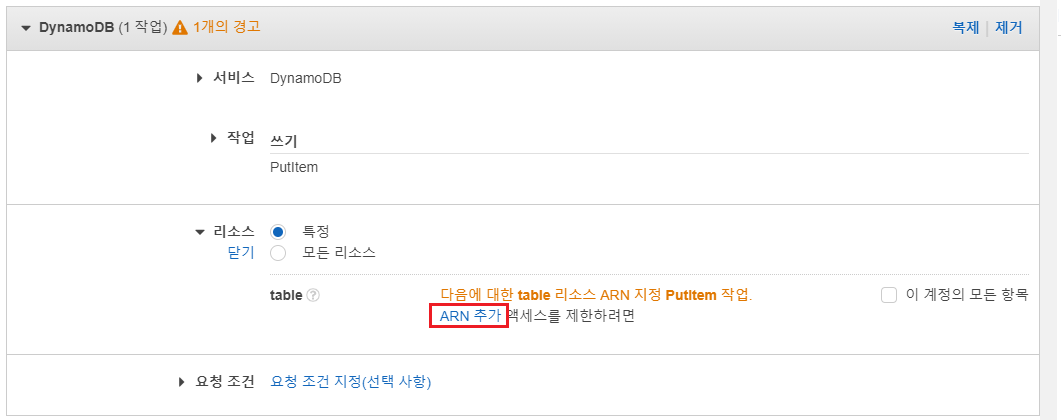 DynamoDB (1 작업) 1개의 경고 복제 | 제거
서비스 DynamoDB
작업 쓰기
PutItem
리소스 특정
닫기 모든 리소스
table ? 다음에 대한 table 리소스 ARN 지정 PutItem 작업. 이 계정의 모든 항목
ARN 추가 액세스를 제한하려면
요청 조건 요청 조건 지정(선택 사항)